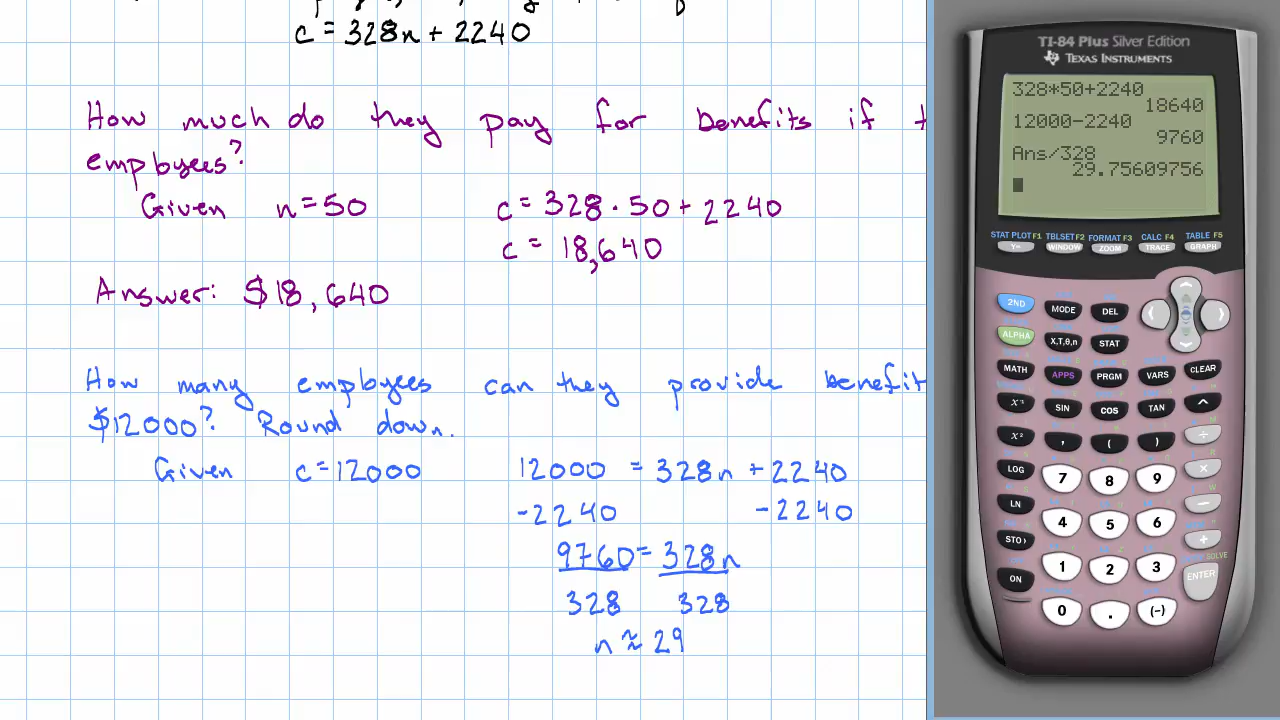 c = 328n + 2240
How much do they pay for benefits if
employees?
Given n = 50 c = 328 · 50 + 2240
c = 18,640
Answer: $18,640
How many employees can they provide benefit
$12000? Round down.
Given c = 12000 12000 = 328n + 2240
-2240 -2240
9760 = 328n
328 328
n ≈ 29
TI-84 Plus Silver Edition
TEXAS INSTRUMENTS
328*50+2240
18640
12000-2240
9760
Ans/328
29.75609756
STAT PLOT F1 TBLSET F2 FORMAT F3 CALC F4 TABLE F5
Y= WINDOW ZOOM TRACE GRAPH
2ND MODE DEL
ALPHA X,T,θ,n STAT
MATH APPS PRGM VARS CLEAR
SIN COS TAN ^
x² , ( ) ÷
LOG 7 8 9 ×
LN 4 5 6 −
STO› 1 2 3 +
ON 0 . (-) ENTER
SOLVE